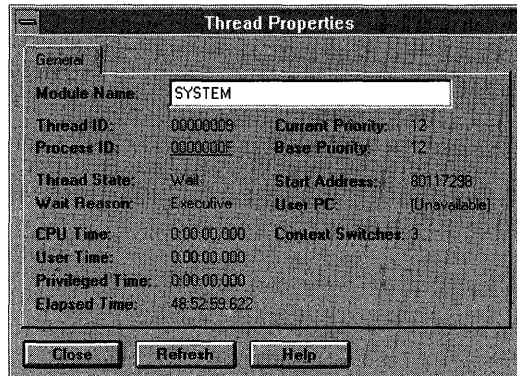 Thread Properties
General
Module Name: SYSTEM
Thread ID: 00000009 Current Priority: 12
Process ID: 0000000F Base Priority: 12
Thread State: Wait Start Address: 80117298
Wait Reason: Executive User PC: (Unavailable)
CPU Time: 0:00:00.000 Context Switches: 3
User Time: 0:00:00.000
Privileged Time: 0:00:00.000
Elapsed Time: 48:52:59.622
Close Refresh Help